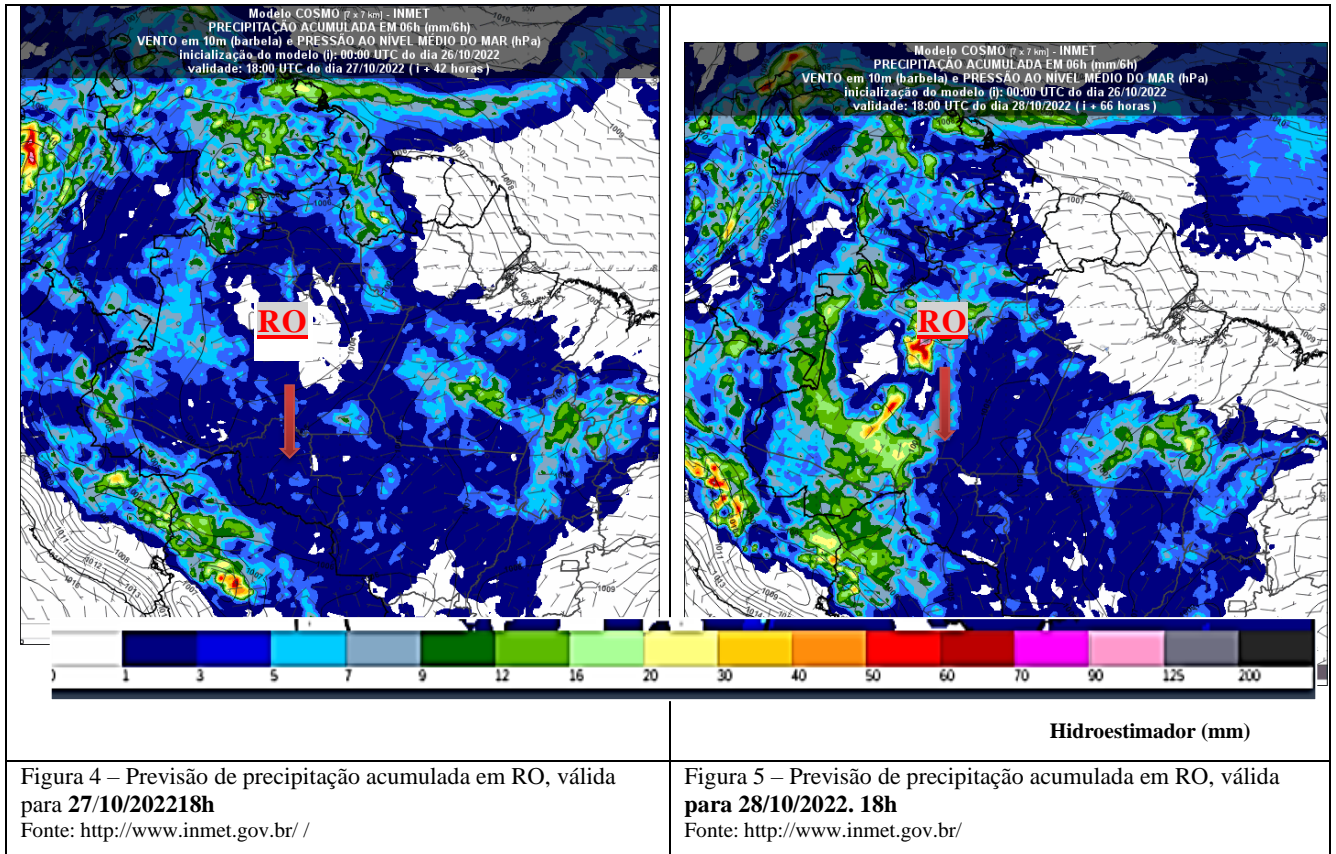 Modelo COSMO [7 x 7 km] - INMET
PRECIPITAÇÃO ACUMULADA EM 06h (mm/6h)
VENTO em 10m (barbela) e PRESSÃO AO NÍVEL MÉDIO DO MAR (hPa)
inicialização do modelo (i): 00:00 UTC do dia 26/10/2022
validade: 18:00 UTC do dia 27/10/2022 ( i + 42 horas )
RO
Modelo COSMO [7 x 7 km] - INMET
PRECIPITAÇÃO ACUMULADA EM 06h (mm/6h)
VENTO em 10m (barbela) e PRESSÃO AO NÍVEL MÉDIO DO MAR (hPa)
inicialização do modelo (i): 00:00 UTC do dia 26/10/2022
validade: 18:00 UTC do dia 28/10/2022 ( i + 66 horas )
RO
1 3 5 7 9 12 16 20 30 40 50 60 70 90 125 200
Hidroestimador (mm)
Figura 4 – Previsão de precipitação acumulada em RO, válida
para 27/10/202218h
Fonte: http://www.inmet.gov.br/ /
Figura 5 – Previsão de precipitação acumulada em RO, válida
para 28/10/2022. 18h
Fonte: http://www.inmet.gov.br/